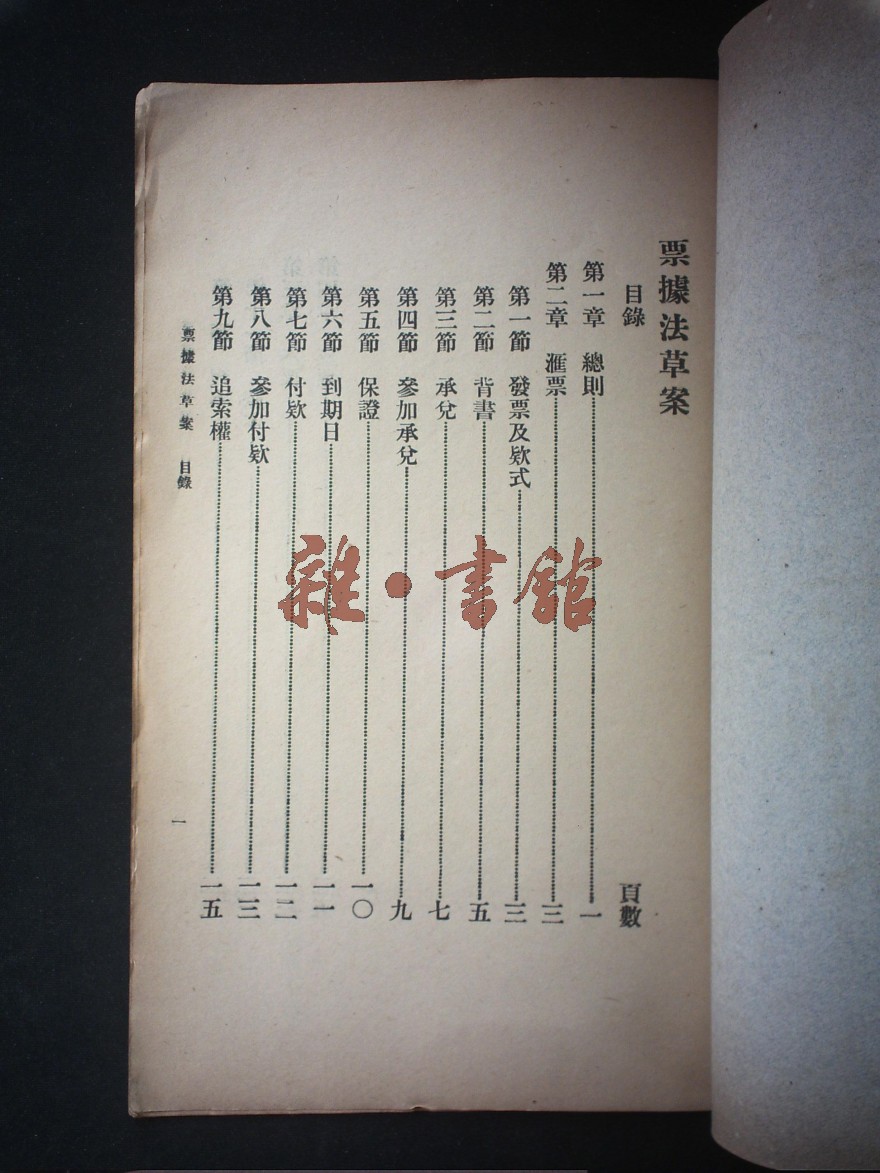 票據法草案
目錄 頁數
第一章 總則 一
第二章 滙票 三
第一節 發票及欵式 三
第二節 背書 五
第三節 承兌 七
第四節 參加承兌 九
第五節 保證 一〇
第六節 到期日 一一
第七節 付欵 一二
第八節 參加付欵 一三
第九節 追索權 一五
票據法草案 目錄 一
雜·書館